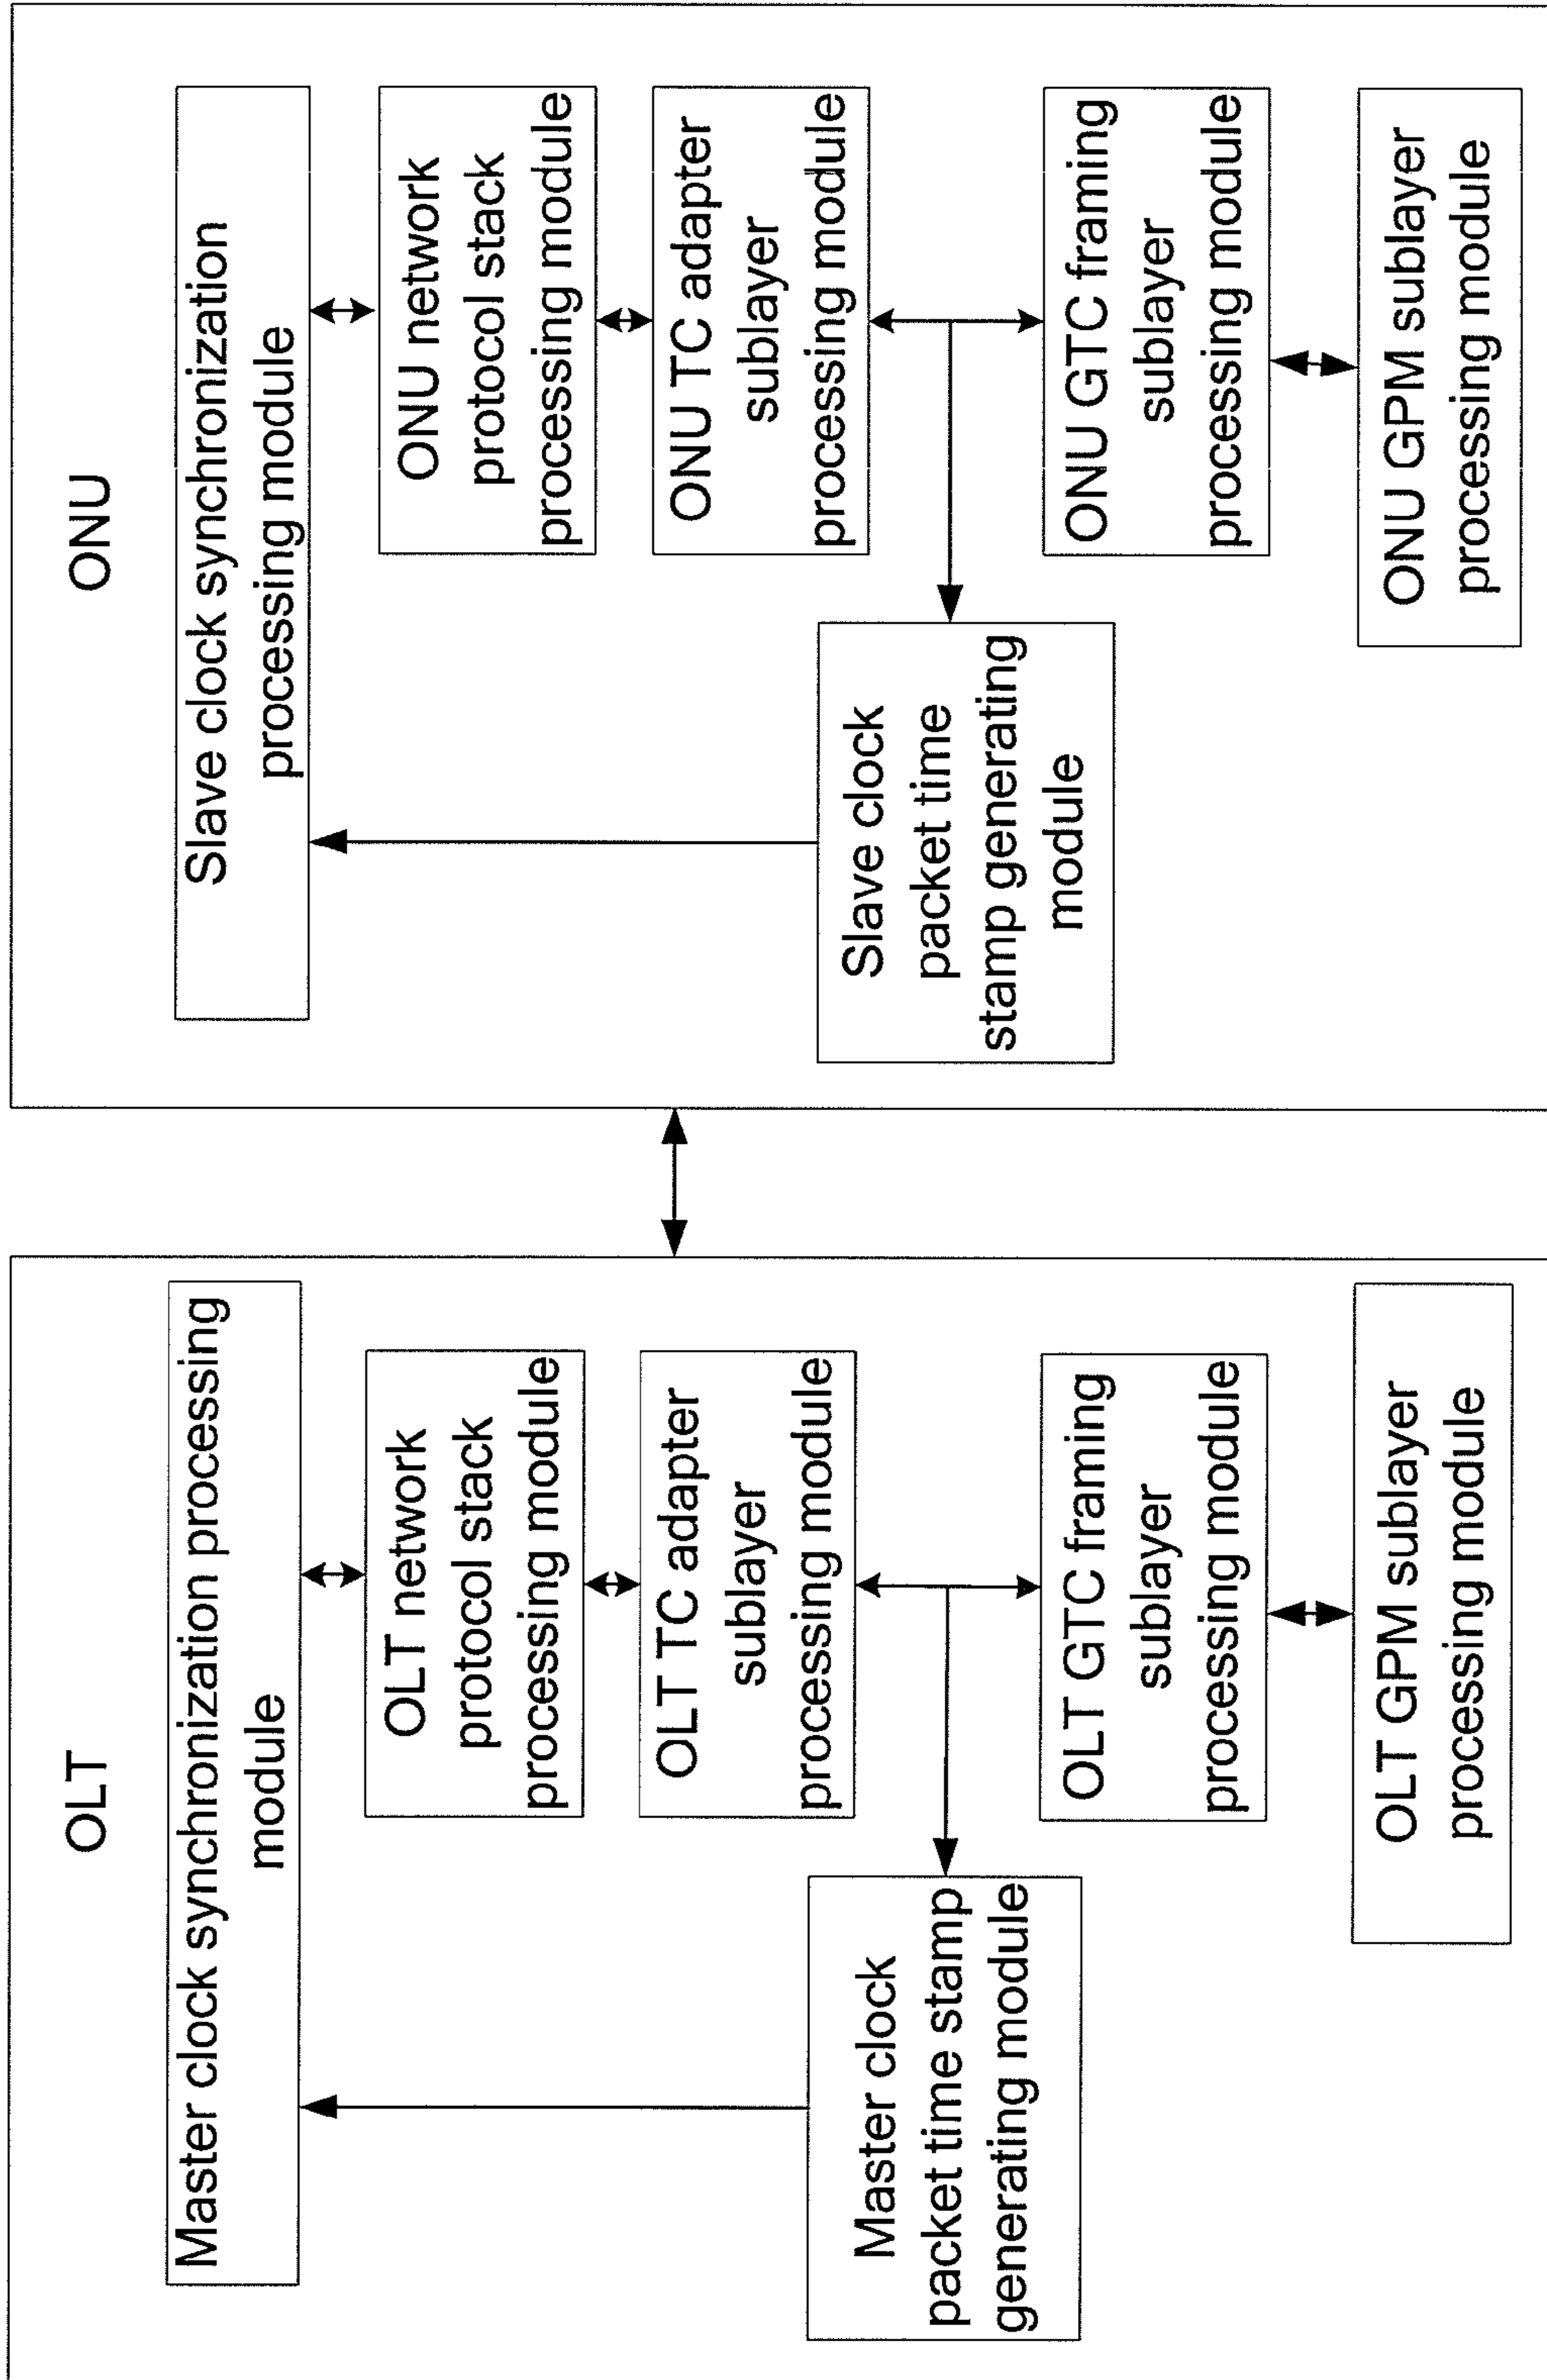 OLT
Master clock synchronization processing
module
OLT network
protocol stack
processing module
OLT TC adapter
sublayer
processing module
Master clock
packet time stamp
generating module
OLT GTC framing
sublayer
processing module
OLT GPM sublayer
processing module
ONU
Slave clock synchronization
processing module
ONU network
protocol stack
processing module
ONU TC adapter
sublayer
processing module
Slave clock
packet time
stamp generating
module
ONU GTC framing
sublayer
processing module
ONU GPM sublayer
processing module